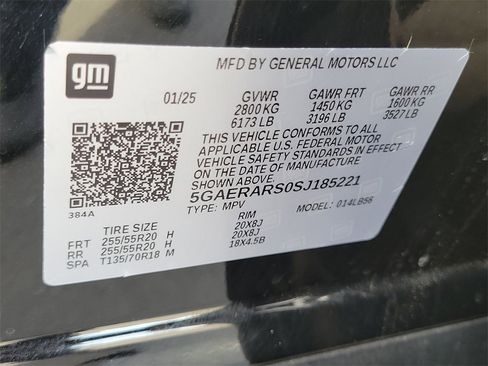 gm
MFD BY GENERAL MOTORS LLC
01/25 GVWR GAWR FRT GAWR RR
2800 KG 1450 KG 1600 KG
6173 LB 3196 LB 3527 LB
THIS VEHICLE CONFORMS TO ALL
APPLICABLE U.S. FEDERAL MOTOR
VEHICLE SAFETY STANDARDS IN EFFECT
ON THE DATE OF MANUFACTURE
5GAERARS0SJ185221
384A TYPE: MPV MODEL: 014LB56
TIRE SIZE RIM
FRT 255/55R20 H 20X8J
RR 255/55R20 H 20X8J
SPA T135/70R18 M 18X4.5B